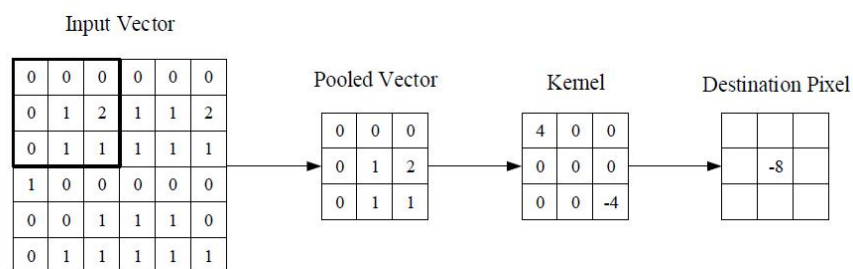 Input Vector
Pooled Vector
Kernel
Destination Pixel
0 0 0 0 0 0
0 1 2 1 1 2
0 1 1 1 1 1
1 0 0 0 0 0
0 0 1 1 1 0
0 1 1 1 1 1
0 0 0
0 1 2
0 1 1
4 0 0
0 0 0
0 0 -4
-8